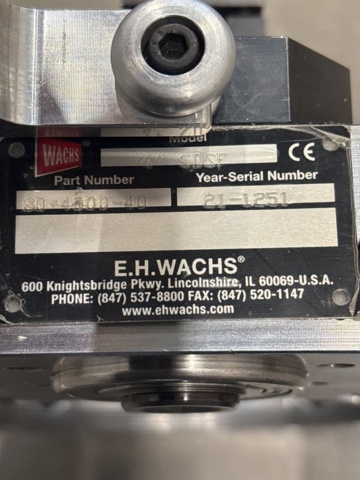 WACHS
Model
SDSF CE
Part Number Year-Serial Number
21-1251
E.H.WACHS®
600 Knightsbridge Pkwy. Lincolnshire, IL 60069-U.S.A.
PHONE: (847) 537-8800 FAX: (847) 520-1147
www.ehwachs.com